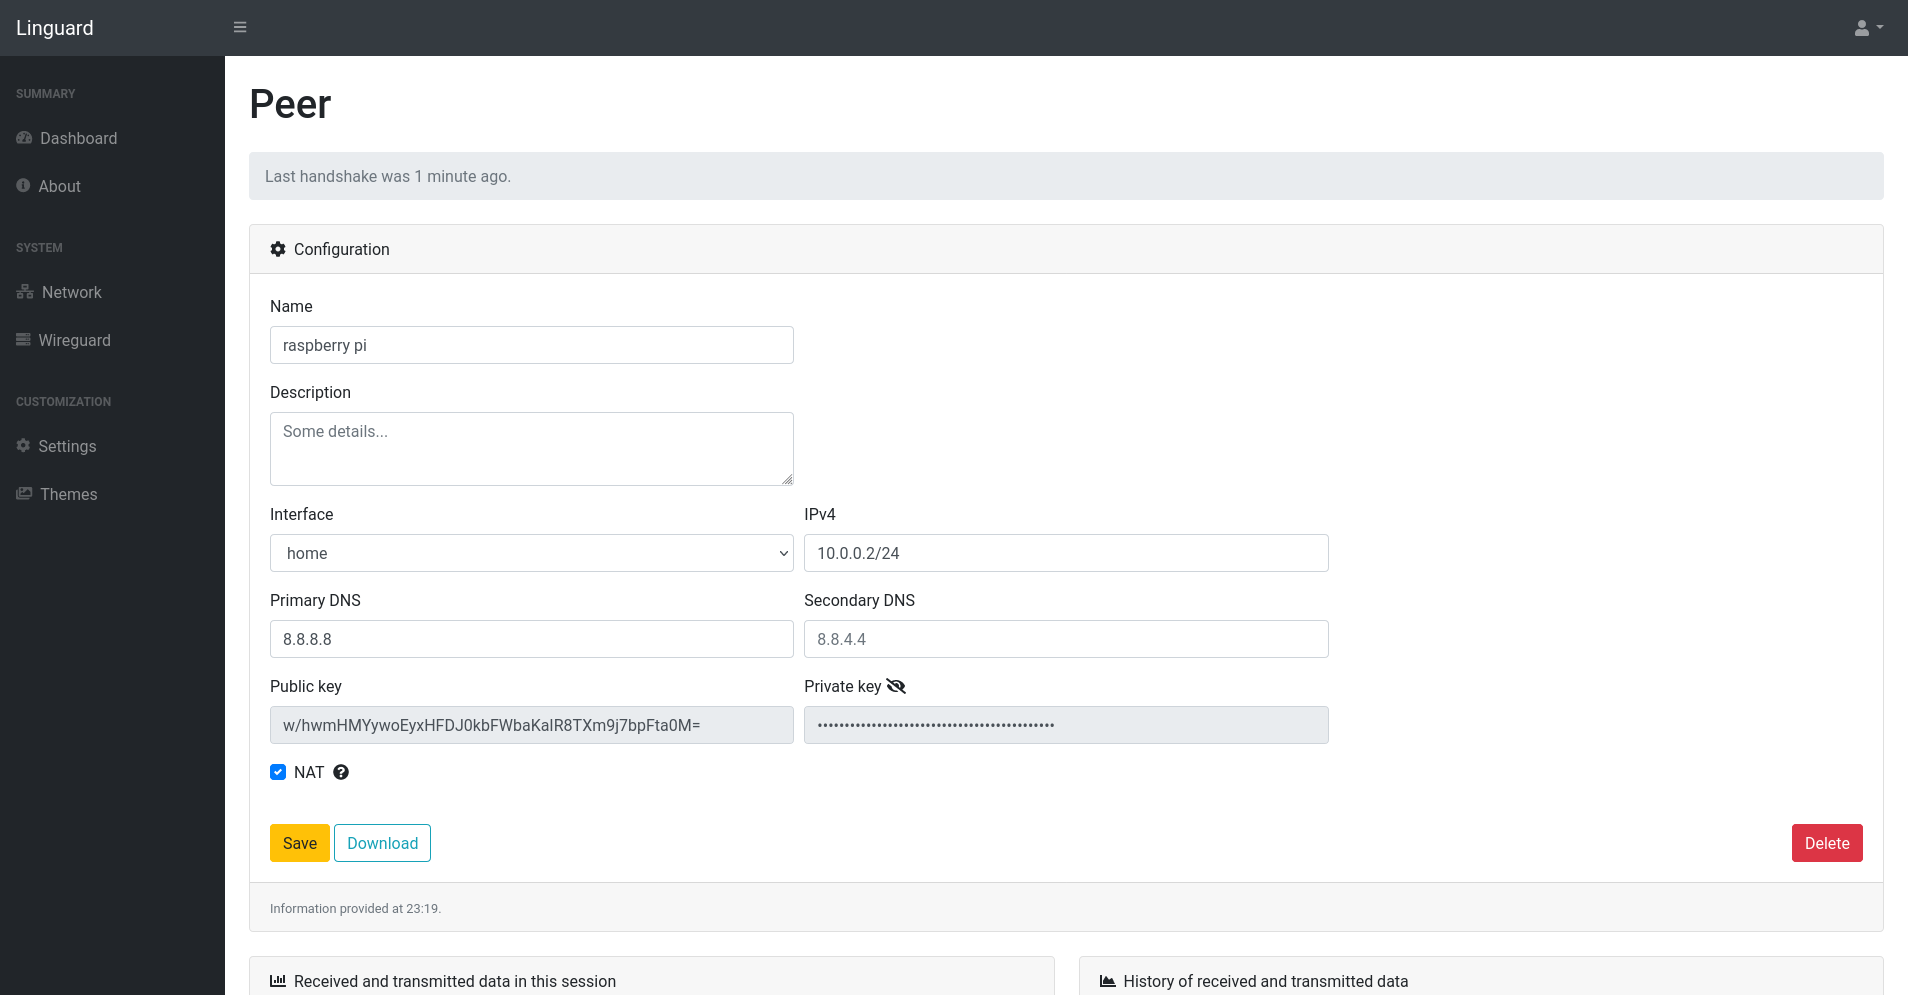 Linguard
SUMMARY
Dashboard
About
SYSTEM
Network
Wireguard
CUSTOMIZATION
Settings
Themes
Peer
Last handshake was 1 minute ago.
Configuration
Name
raspberry pi
Description
Some details...
Interface
IPv4
home
10.0.0.2/24
Primary DNS
Secondary DNS
8.8.8.8
8.8.4.4
Public key
Private key
w/hwmHMYywoEyxHFDJ0kbFWbaKaIR8TXm9j7bpFta0M=
••••••••••••••••••••••••••••••••••••••••••••
NAT
Save
Download
Delete
Information provided at 23:19.
Received and transmitted data in this session
History of received and transmitted data